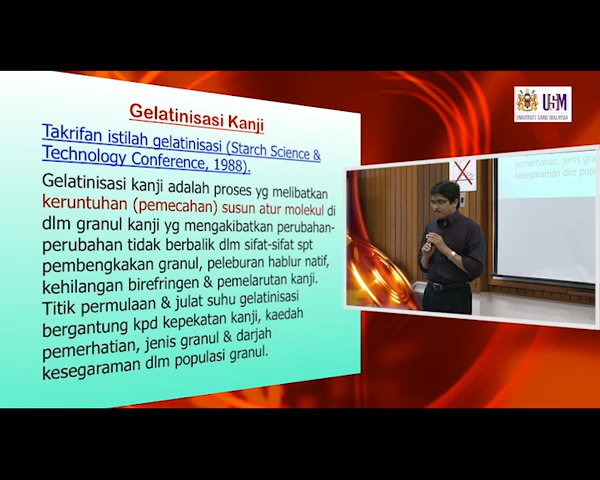 Gelatinisasi Kanji
Takrifan istilah gelatinisasi (Starch Science &
Technology Conference, 1988).
Gelatinisasi kanji adalah proses yg melibatkan
keruntuhan (pemecahan) susun atur molekul di
dlm granul kanji yg mengakibatkan perubahan-
perubahan tidak berbalik dlm sifat-sifat spt
pembengkakan granul, peleburan hablur natif,
kehilangan birefringen & pemelarutan kanji.
Titik permulaan & julat suhu gelatinisasi
bergantung kpd kepekatan kanji, kaedah
pemerhatian, jenis granul & darjah
kesegaraman dlm populasi granul.
USM
UNIVERSITI SAINS MALAYSIA
pemerhatian, jenis
kesegaraman dlm popul